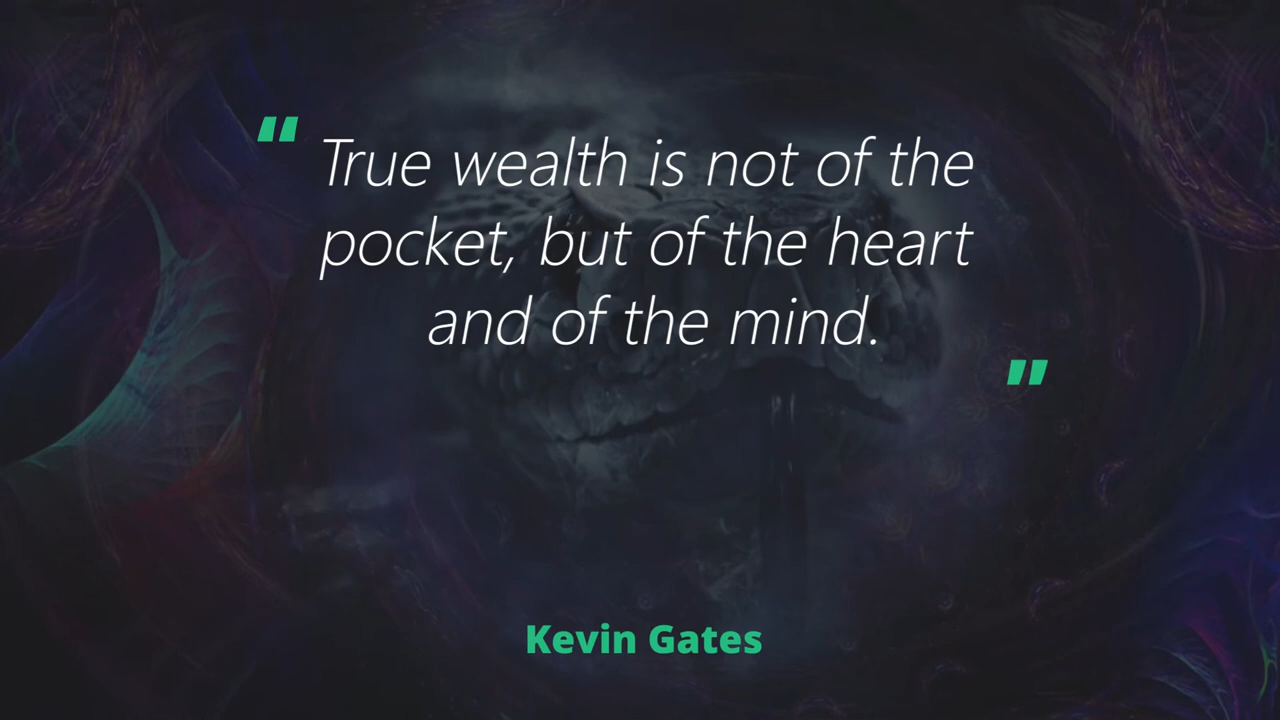 " True wealth is not of the
pocket, but of the heart
and of the mind.
"
Kevin Gates